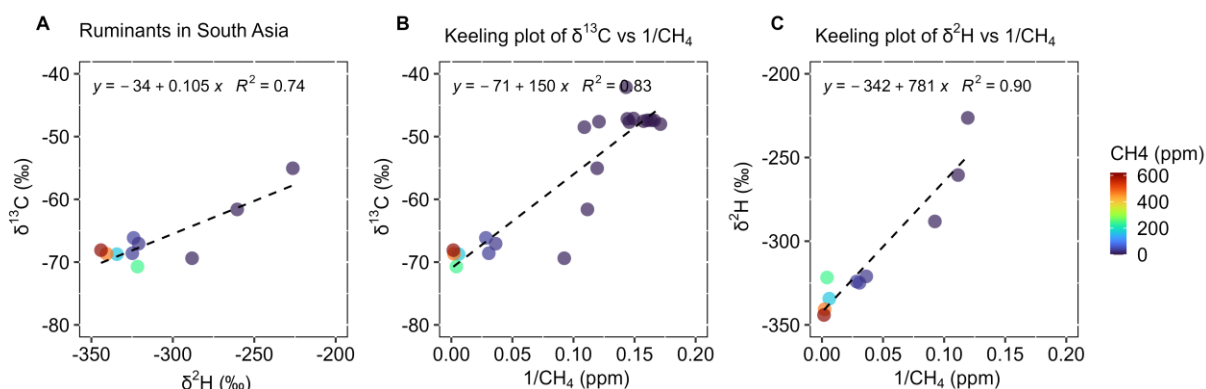 A Ruminants in South Asia
y = − 34 + 0.105 x R² = 0.74
-40
-50
-60
-70
-80
δ¹³C (‰)
-350 -300 -250 -200
δ²H (‰)
B Keeling plot of δ¹³C vs 1/CH₄
y = − 71 + 150 x R² = 0.83
-40
-50
-60
-70
-80
δ¹³C (‰)
0.00 0.05 0.10 0.15 0.20
1/CH₄ (ppm)
C Keeling plot of δ²H vs 1/CH₄
y = − 342 + 781 x R² = 0.90
-200
-250
-300
-350
δ²H (‰)
0.00 0.05 0.10 0.15 0.20
1/CH₄ (ppm)
CH4 (ppm)
600
400
200
0